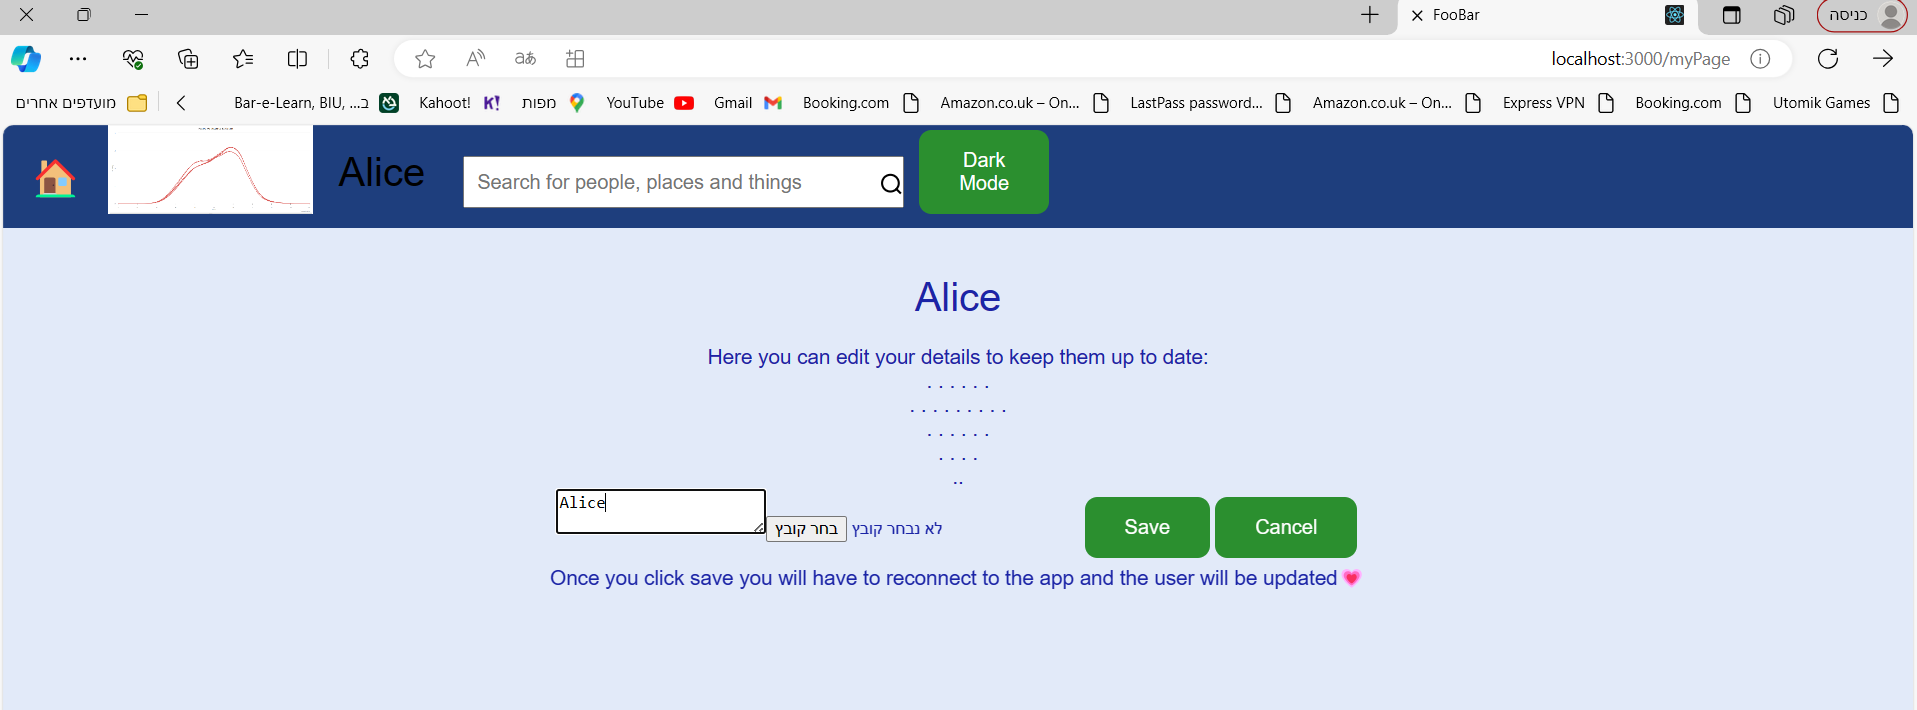 FooBar
כניסה
localhost:3000/myPage
aあ
מועדפים אחרים
Bar-e-Learn, BIU, ...ב
Kahoot!
מפות
YouTube
Gmail
Booking.com
Amazon.co.uk – On...
LastPass password...
Amazon.co.uk – On...
Express VPN
Booking.com
Utomik Games
Alice
Search for people, places and things
Dark
Mode
Alice
Here you can edit your details to keep them up to date:
. . . . . .
. . . . . . . . .
. . . . . .
. . . .
..
Alice
בחר קובץ
לא נבחר קובץ
Save
Cancel
Once you click save you will have to reconnect to the app and the user will be updated💗